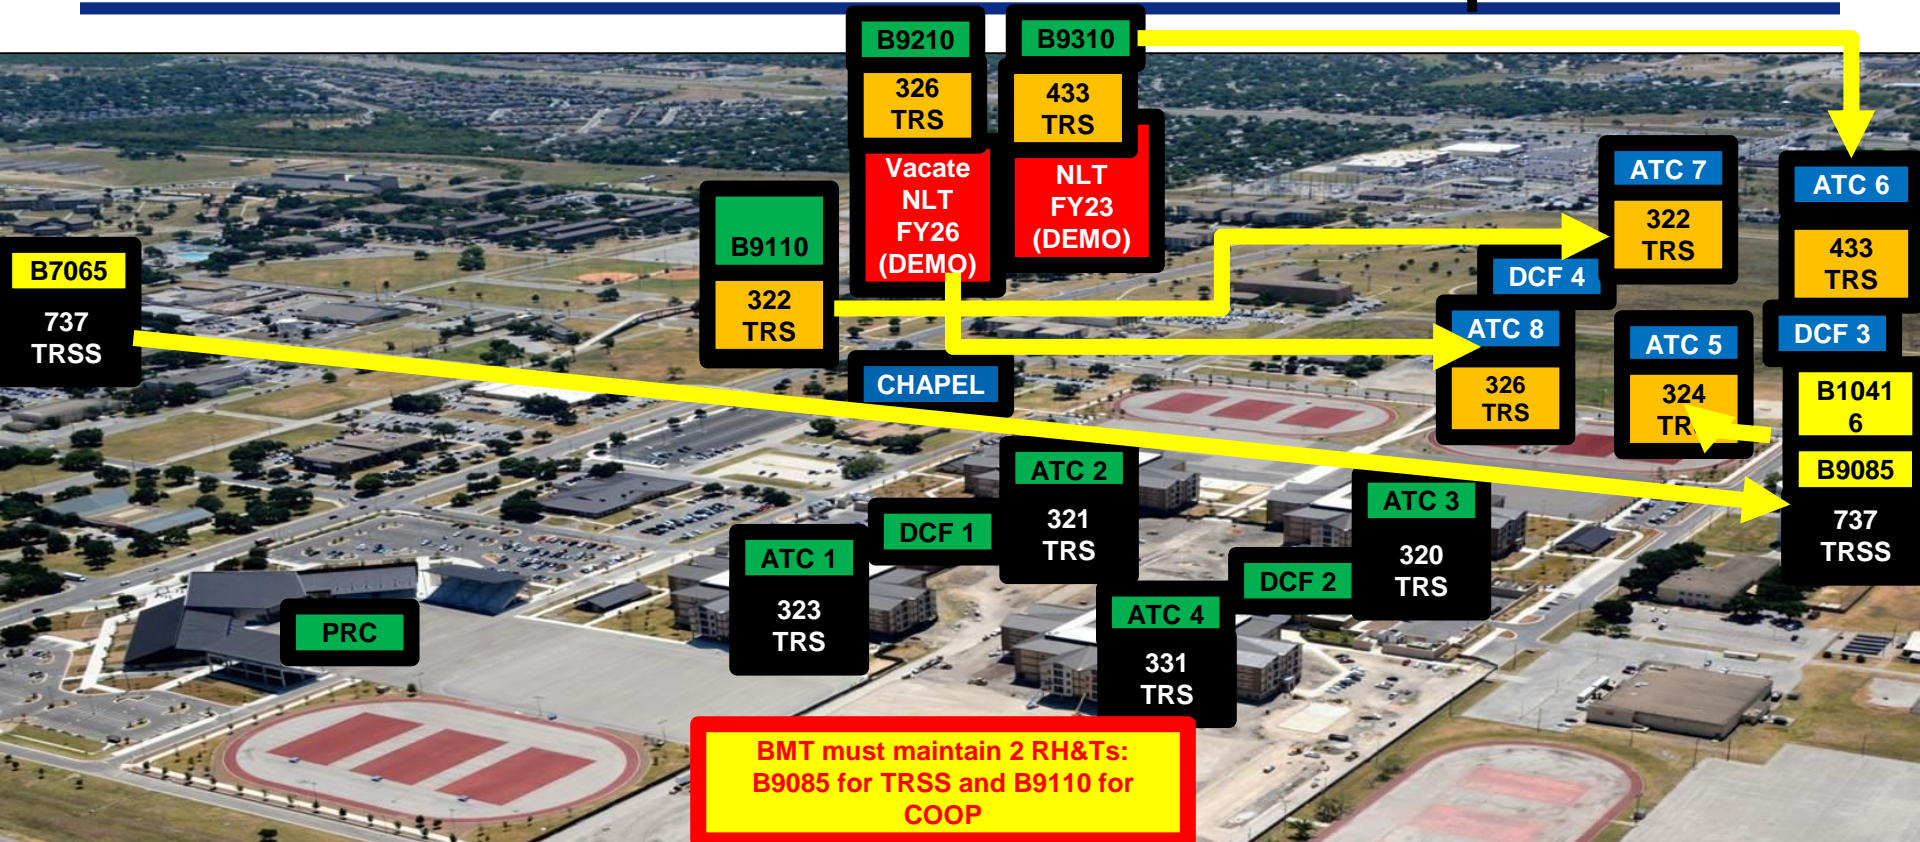 B9210
326
TRS
Vacate
NLT
FY26
(DEMO)
B9310
433
TRS
NLT
FY23
(DEMO)
B9110
322
TRS
B7065
737
TRSS
CHAPEL
ATC 7
322
TRS
DCF 4
ATC 8
326
TRS
ATC 6
433
TRS
DCF 3
ATC 5
324
B1041
6
B9085
737
TRSS
ATC 2
321
TRS
DCF 1
ATC 1
323
TRS
ATC 3
320
TRS
DCF 2
ATC 4
331
TRS
PRC
BMT must maintain 2 RH&Ts:
B9085 for TRSS and B9110 for
COOP